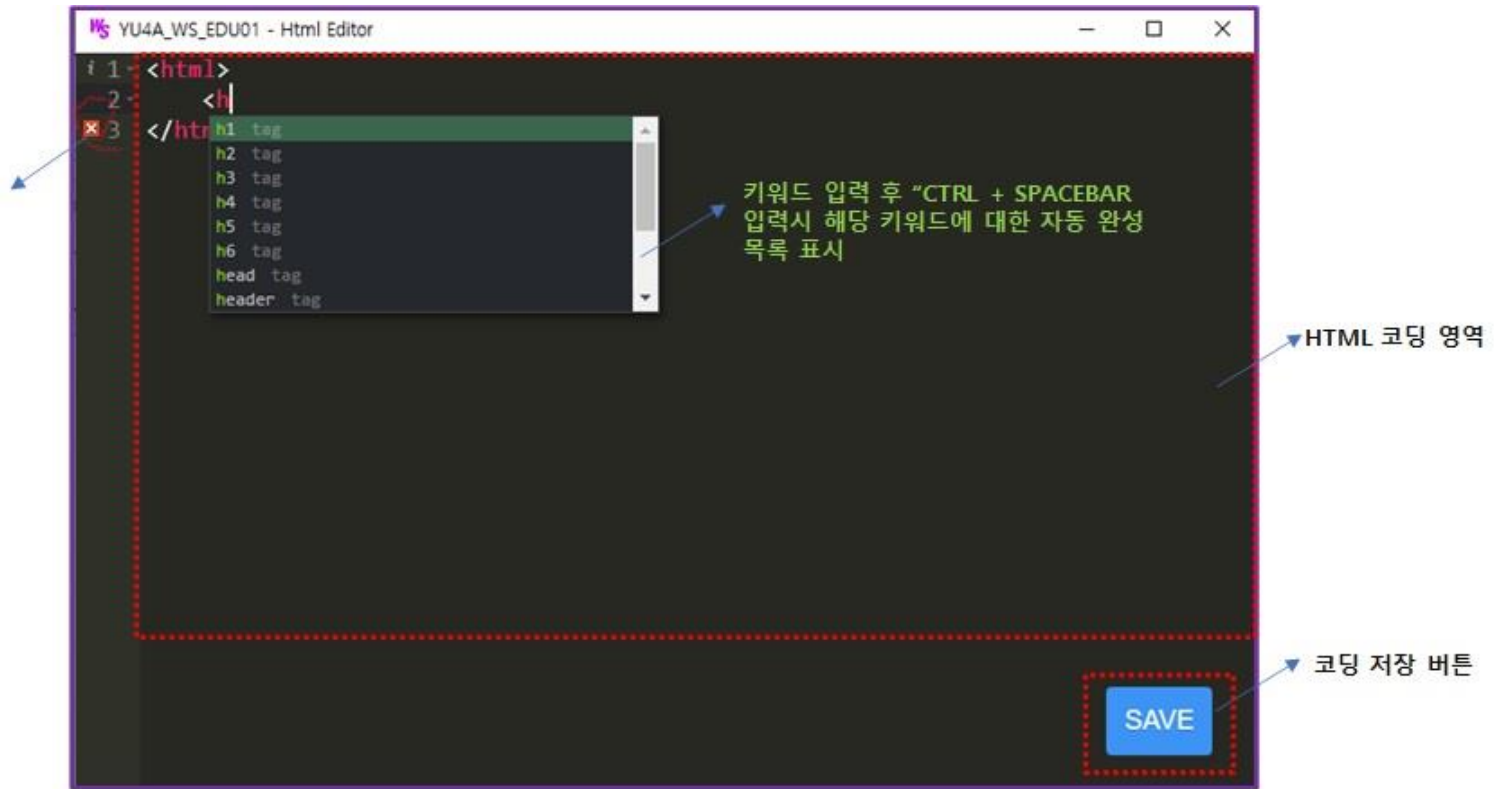 WS YU4A_WS_EDU01 - Html Editor
i 1 <html>
2 <h
3 </htm
h1 tag
h2 tag
h3 tag
h4 tag
h5 tag
h6 tag
head tag
header tag
키워드 입력 후 “CTRL + SPACEBAR
입력시 해당 키워드에 대한 자동 완성
목록 표시
HTML 코딩 영역
코딩 저장 버튼
SAVE